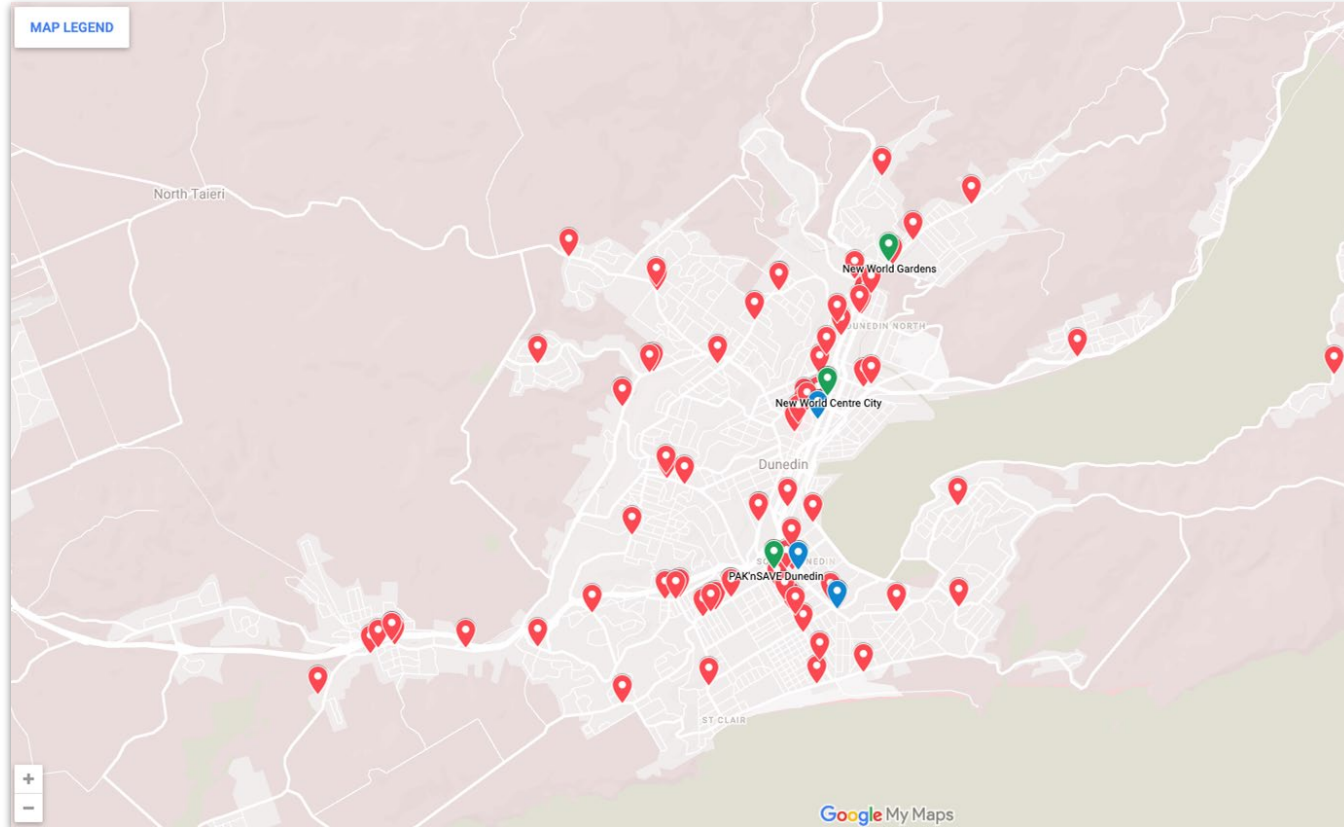 MAP LEGEND
North Taieri
New World Gardens
DUNEDIN NORTH
New World Centre City
Dunedin
PAK'nSAVE Dunedin
ST CLAIR
+
−
Google My Maps